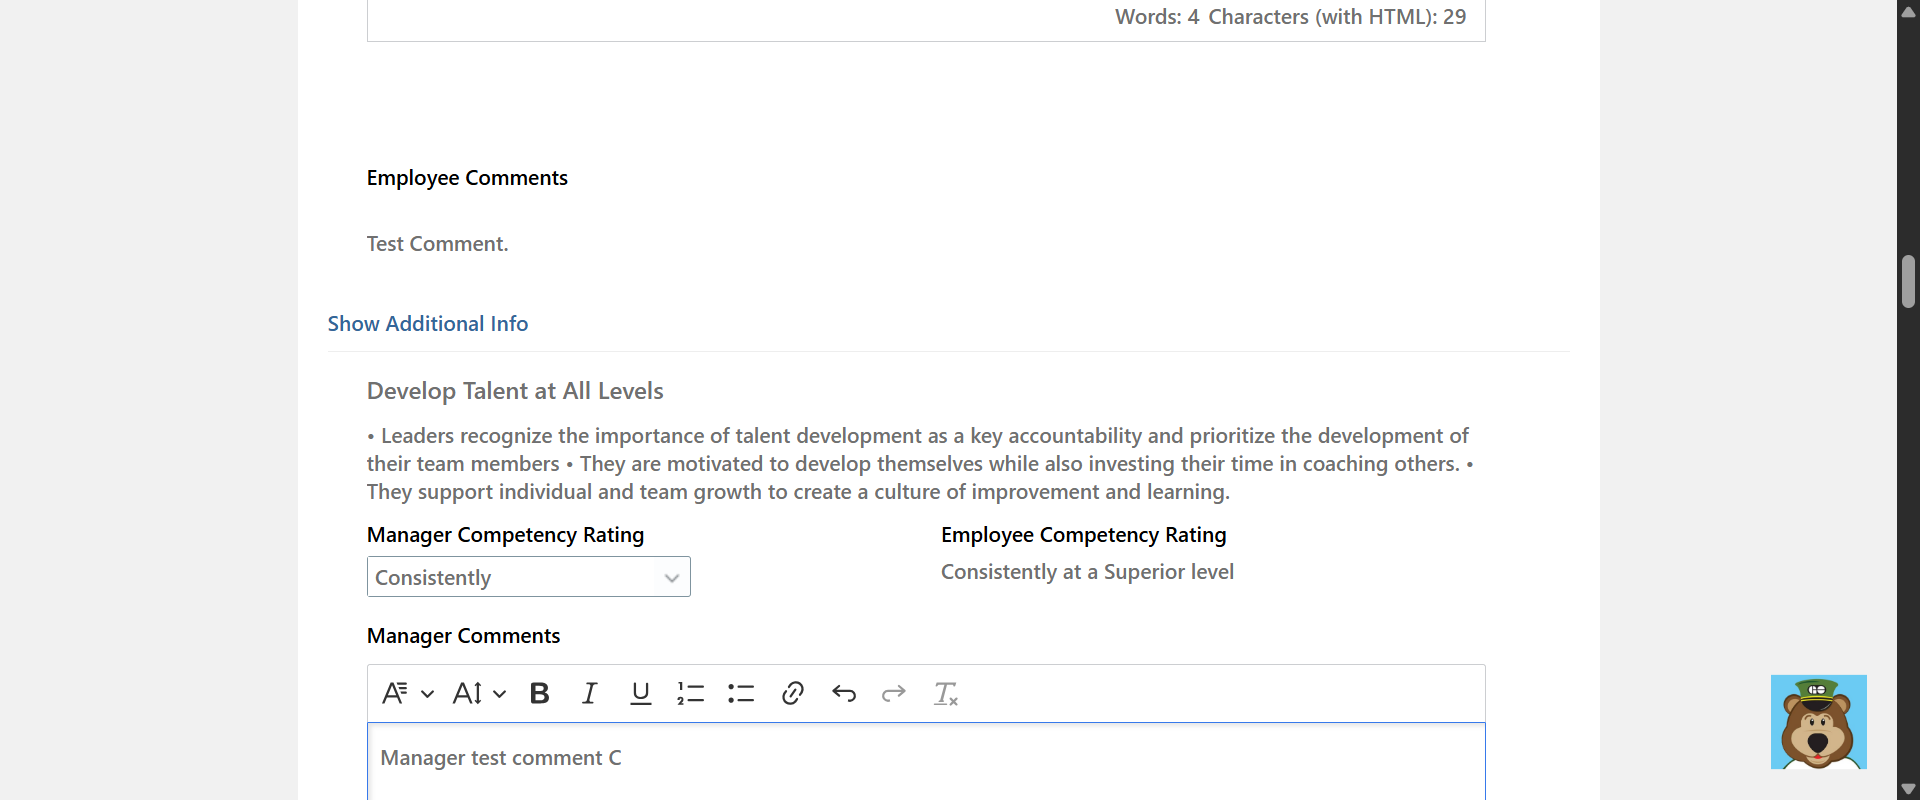 Words: 4 Characters (with HTML): 29
Employee Comments
Test Comment.
Show Additional Info
Develop Talent at All Levels
• Leaders recognize the importance of talent development as a key accountability and prioritize the development of
their team members • They are motivated to develop themselves while also investing their time in coaching others. •
They support individual and team growth to create a culture of improvement and learning.
Manager Competency Rating
Consistently
Employee Competency Rating
Consistently at a Superior level
Manager Comments
Manager test comment C